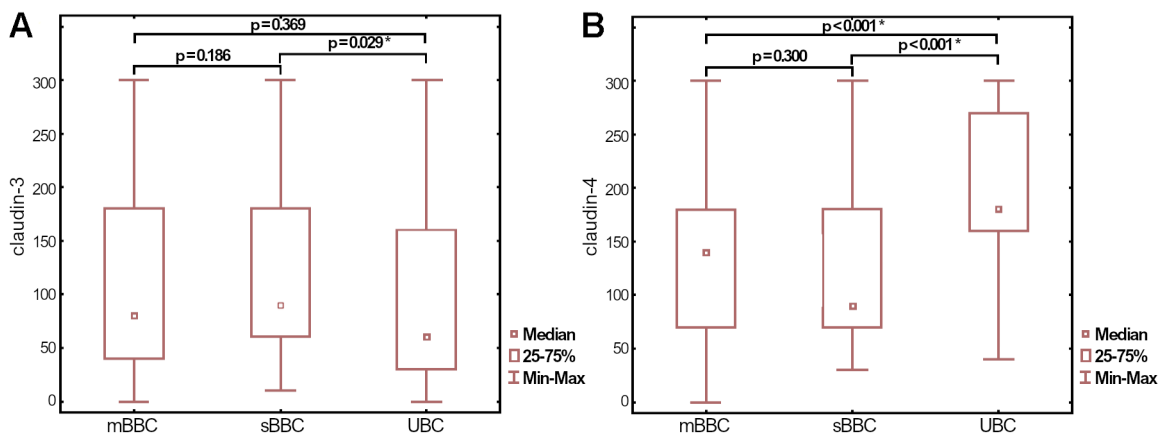 A
p=0.369
p=0.186
p=0.029*
300
250
200
150
100
50
0
claudin-3
mBBC
sBBC
UBC
Median
25-75%
Min-Max
B
p<0.001*
p=0.300
p<0.001*
300
250
200
150
100
50
0
claudin-4
mBBC
sBBC
UBC
Median
25-75%
Min-Max